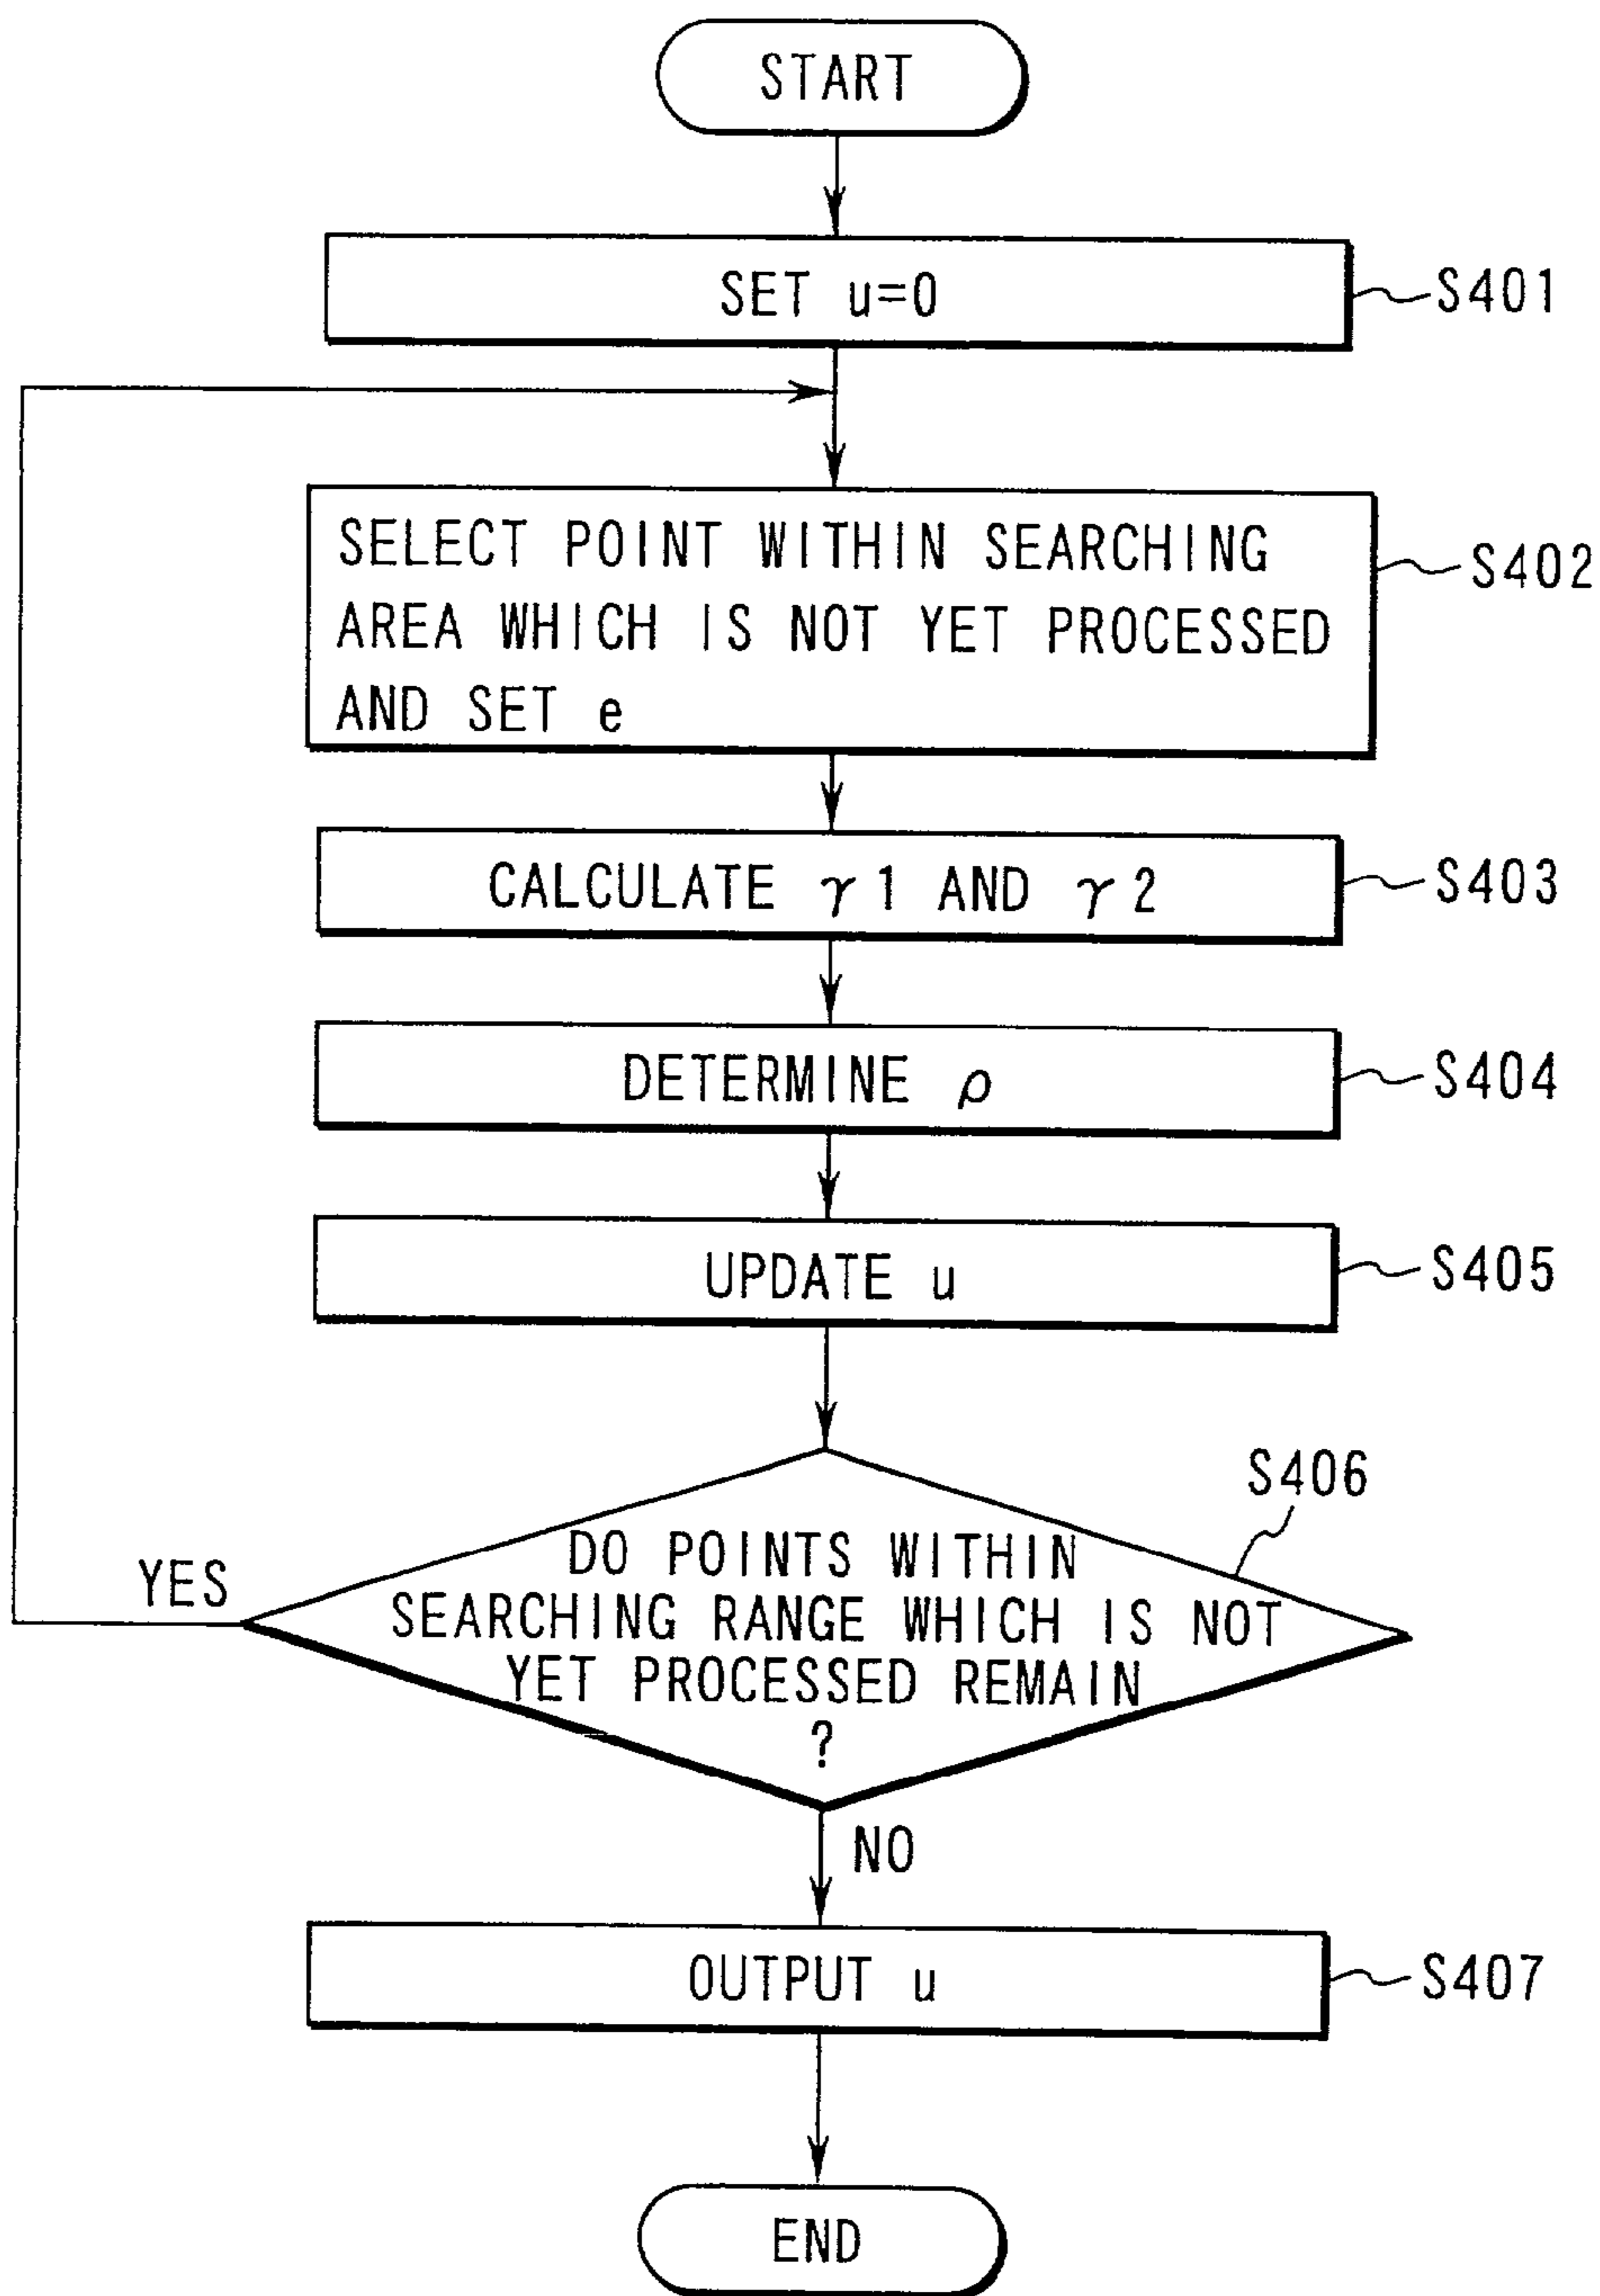 START
SET u=0
S401
SELECT POINT WITHIN SEARCHING
AREA WHICH IS NOT YET PROCESSED
AND SET e
S402
CALCULATE γ1 AND γ2
S403
DETERMINE ρ
S404
UPDATE u
S405
S406
DO POINTS WITHIN
SEARCHING RANGE WHICH IS NOT
YET PROCESSED REMAIN
?
YES
NO
OUTPUT u
S407
END